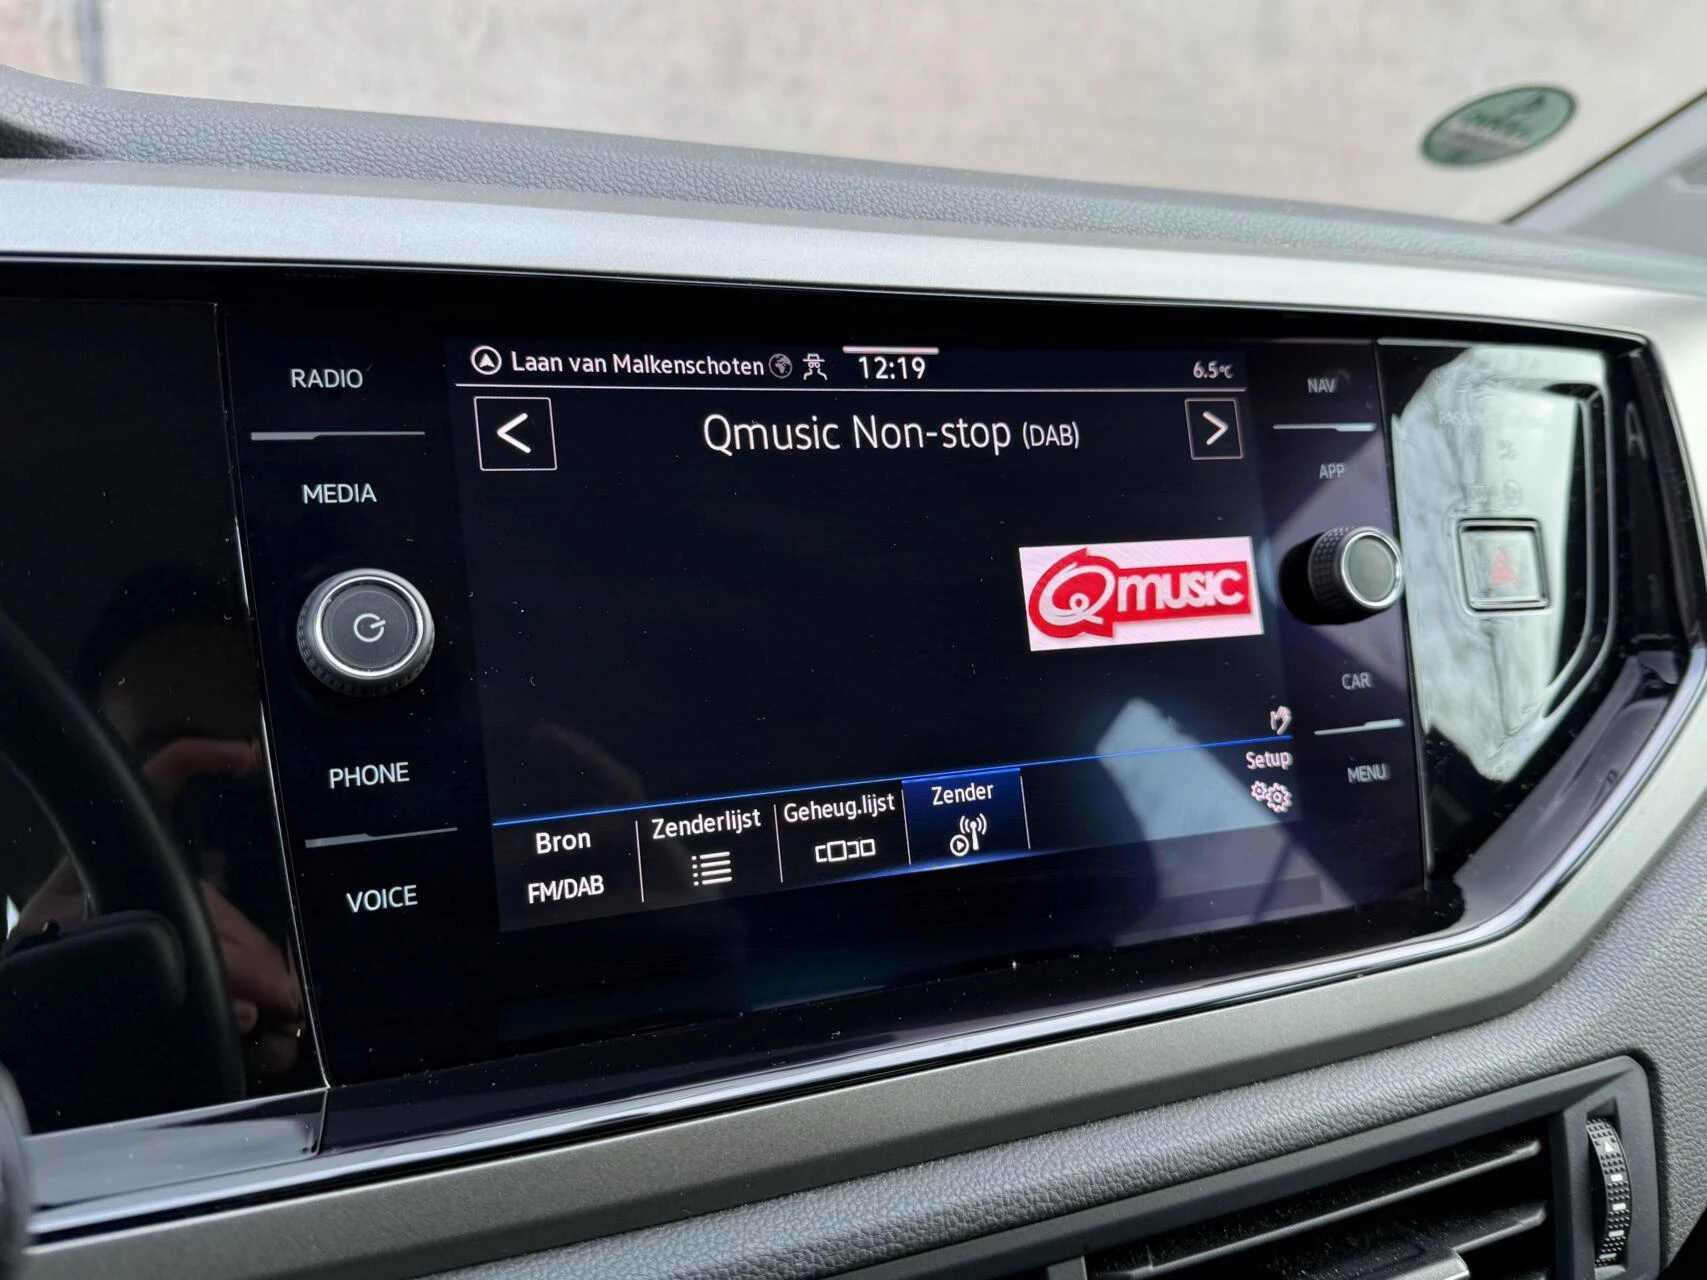 RADIO
MEDIA
PHONE
VOICE
Laan van Malkenschoten
12:19
6.5°C
Qmusic Non-stop (DAB)
Qmusic
Setup
Bron
FM/DAB
Zenderlijst
Geheug.lijst
Zender
NAV
APP
CAR
MENU